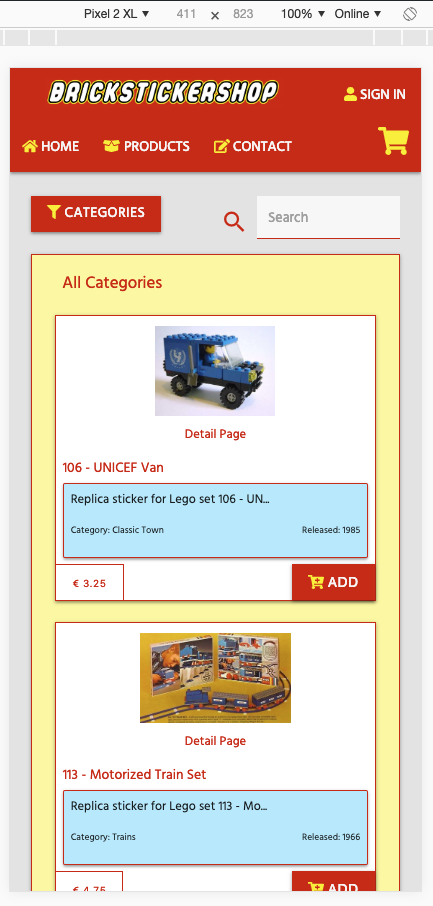 Pixel 2 XL ▼ 411 × 823 100% ▼ Online ▼
BRICKSTICKERSHOP
SIGN IN
HOME PRODUCTS CONTACT
CATEGORIES
Search
All Categories
Detail Page
106 - UNICEF Van
Replica sticker for Lego set 106 - UN...
Category: Classic Town Released: 1985
€ 3.25 ADD
Detail Page
113 - Motorized Train Set
Replica sticker for Lego set 113 - Mo...
Category: Trains Released: 1966
€ 4.75 ADD